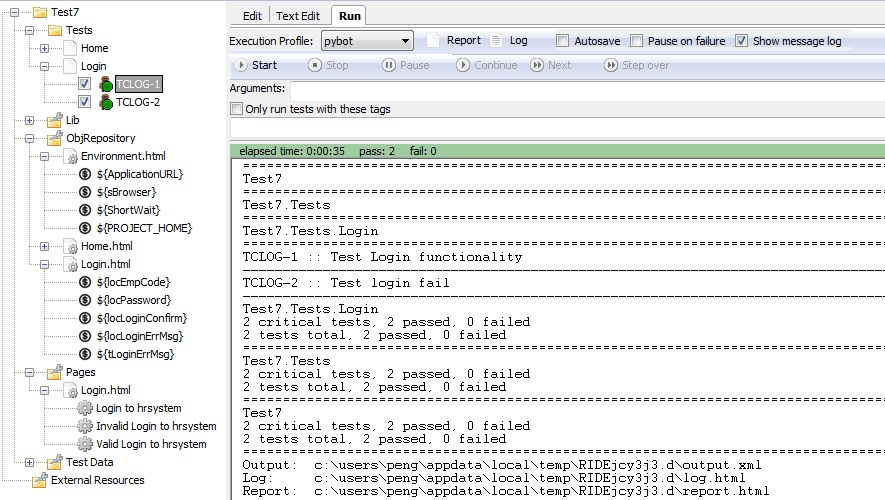 Test7
Tests
Home
Login
TCLOG-1
TCLOG-2
Lib
ObjRepository
Environment.html
${ApplicationURL}
${sBrowser}
${ShortWait}
${PROJECT_HOME}
Home.html
Login.html
${locEmpCode}
${locPassword}
${locLoginConfirm}
${locLoginErrMsg}
${tLoginErrMsg}
Pages
Login.html
Login to hrsystem
Invalid Login to hrsystem
Valid Login to hrsystem
Test Data
External Resources
Edit Text Edit Run
Execution Profile: pybot Report Log Autosave Pause on failure Show message log
Start Stop Pause Continue Next Step over
Arguments:
Only run tests with these tags
elapsed time: 0:00:35 pass: 2 fail: 0
==============================================================================
Test7
==============================================================================
Test7.Tests
==============================================================================
Test7.Tests.Login
==============================================================================
TCLOG-1 :: Test Login functionality
------------------------------------------------------------------------------
TCLOG-2 :: Test login fail
------------------------------------------------------------------------------
Test7.Tests.Login
2 critical tests, 2 passed, 0 failed
2 tests total, 2 passed, 0 failed
==============================================================================
Test7.Tests
2 critical tests, 2 passed, 0 failed
2 tests total, 2 passed, 0 failed
==============================================================================
Test7
2 critical tests, 2 passed, 0 failed
2 tests total, 2 passed, 0 failed
==============================================================================
Output: c:\users\peng\appdata\local\temp\RIDEjcy3j3.d\output.xml
Log: c:\users\peng\appdata\local\temp\RIDEjcy3j3.d\log.html
Report: c:\users\peng\appdata\local\temp\RIDEjcy3j3.d\report.html